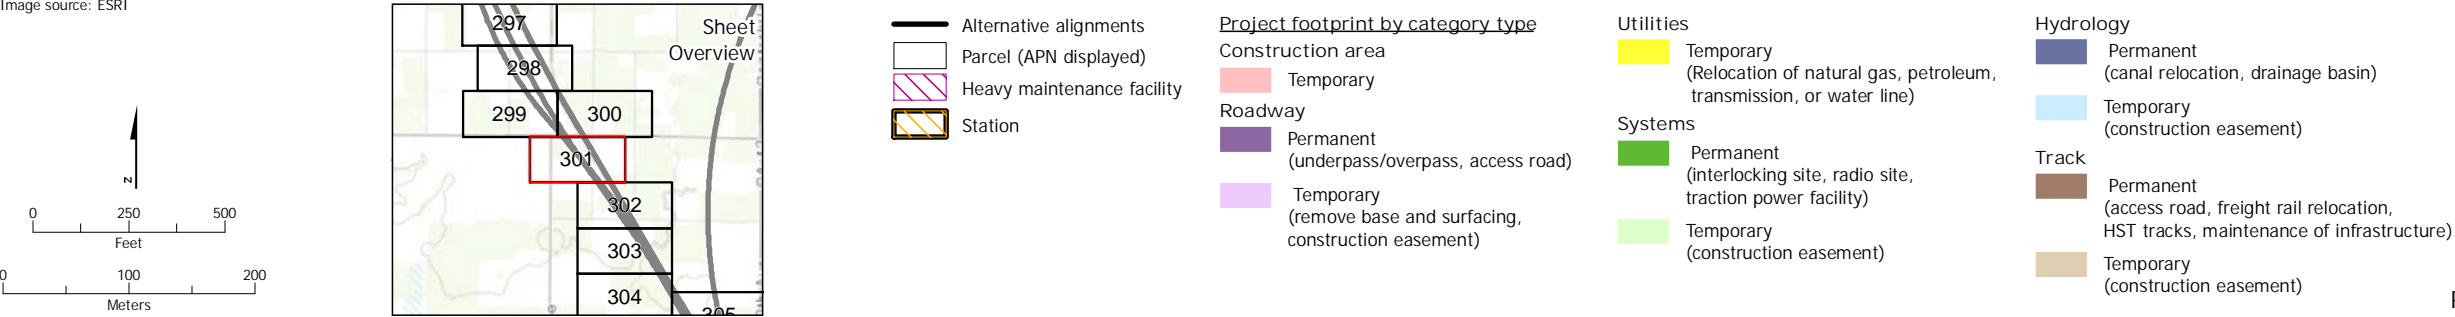 Image source: ESRI
N
0 250 500
Feet
0 100 200
Meters
Sheet
Overview
297
298
299 300
301
302
303
304
305
Alternative alignments
Parcel (APN displayed)
Heavy maintenance facility
Station
Project footprint by category type
Construction area
Temporary
Roadway
Permanent
(underpass/overpass, access road)
Temporary
(remove base and surfacing,
construction easement)
Utilities
Temporary
(Relocation of natural gas, petroleum,
transmission, or water line)
Systems
Permanent
(interlocking site, radio site,
traction power facility)
Temporary
(construction easement)
Hydrology
Permanent
(canal relocation, drainage basin)
Temporary
(construction easement)
Track
Permanent
(access road, freight rail relocation,
HST tracks, maintenance of infrastructure)
Temporary
(construction easement)